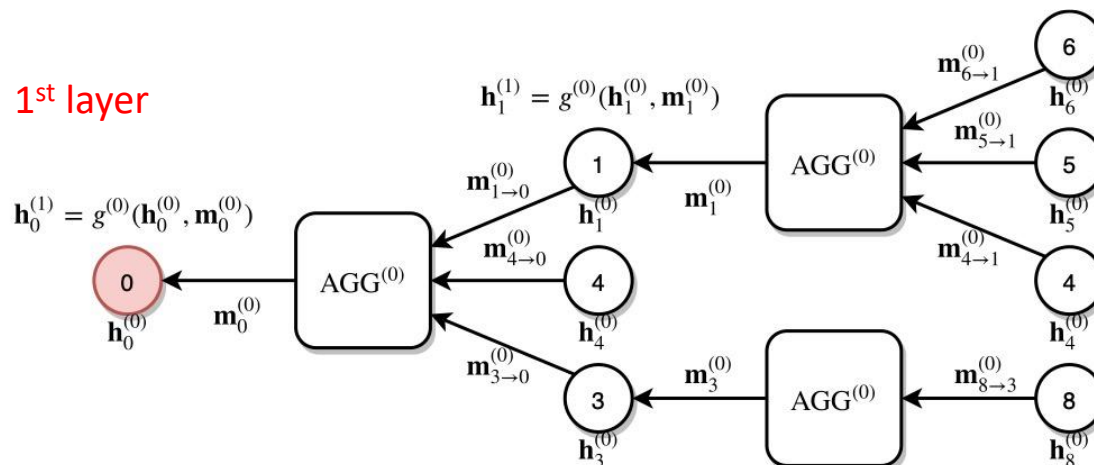 1st layer
h_0^{(1)} = g^{(0)}(h_0^{(0)}, m_0^{(0)})
0
h_0^{(0)}
m_0^{(0)}
AGG^{(0)}
m_{1→0}^{(0)}
m_{4→0}^{(0)}
m_{3→0}^{(0)}
h_1^{(1)} = g^{(0)}(h_1^{(0)}, m_1^{(0)})
1
h_1^{(0)}
4
h_4^{(0)}
3
h_3^{(0)}
m_1^{(0)}
AGG^{(0)}
m_{6→1}^{(0)}
m_{5→1}^{(0)}
m_{4→1}^{(0)}
6
h_6^{(0)}
5
h_5^{(0)}
4
h_4^{(0)}
m_3^{(0)}
AGG^{(0)}
m_{8→3}^{(0)}
8
h_8^{(0)}